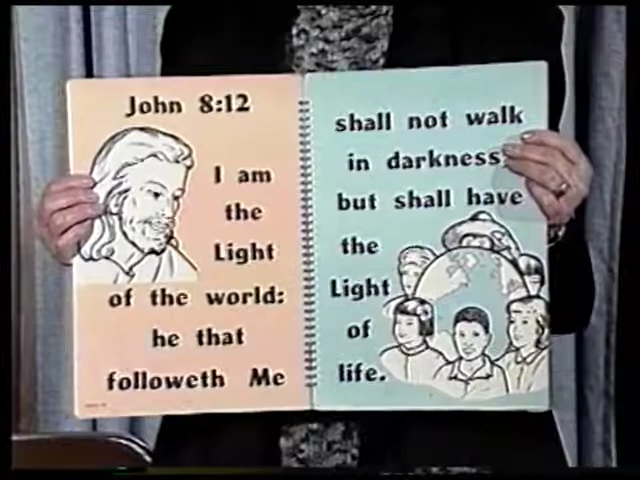 John 8:12
I am
the
Light
of the world:
he that
followeth Me
shall not walk
in darkness,
but shall have
the
Light
of
life.